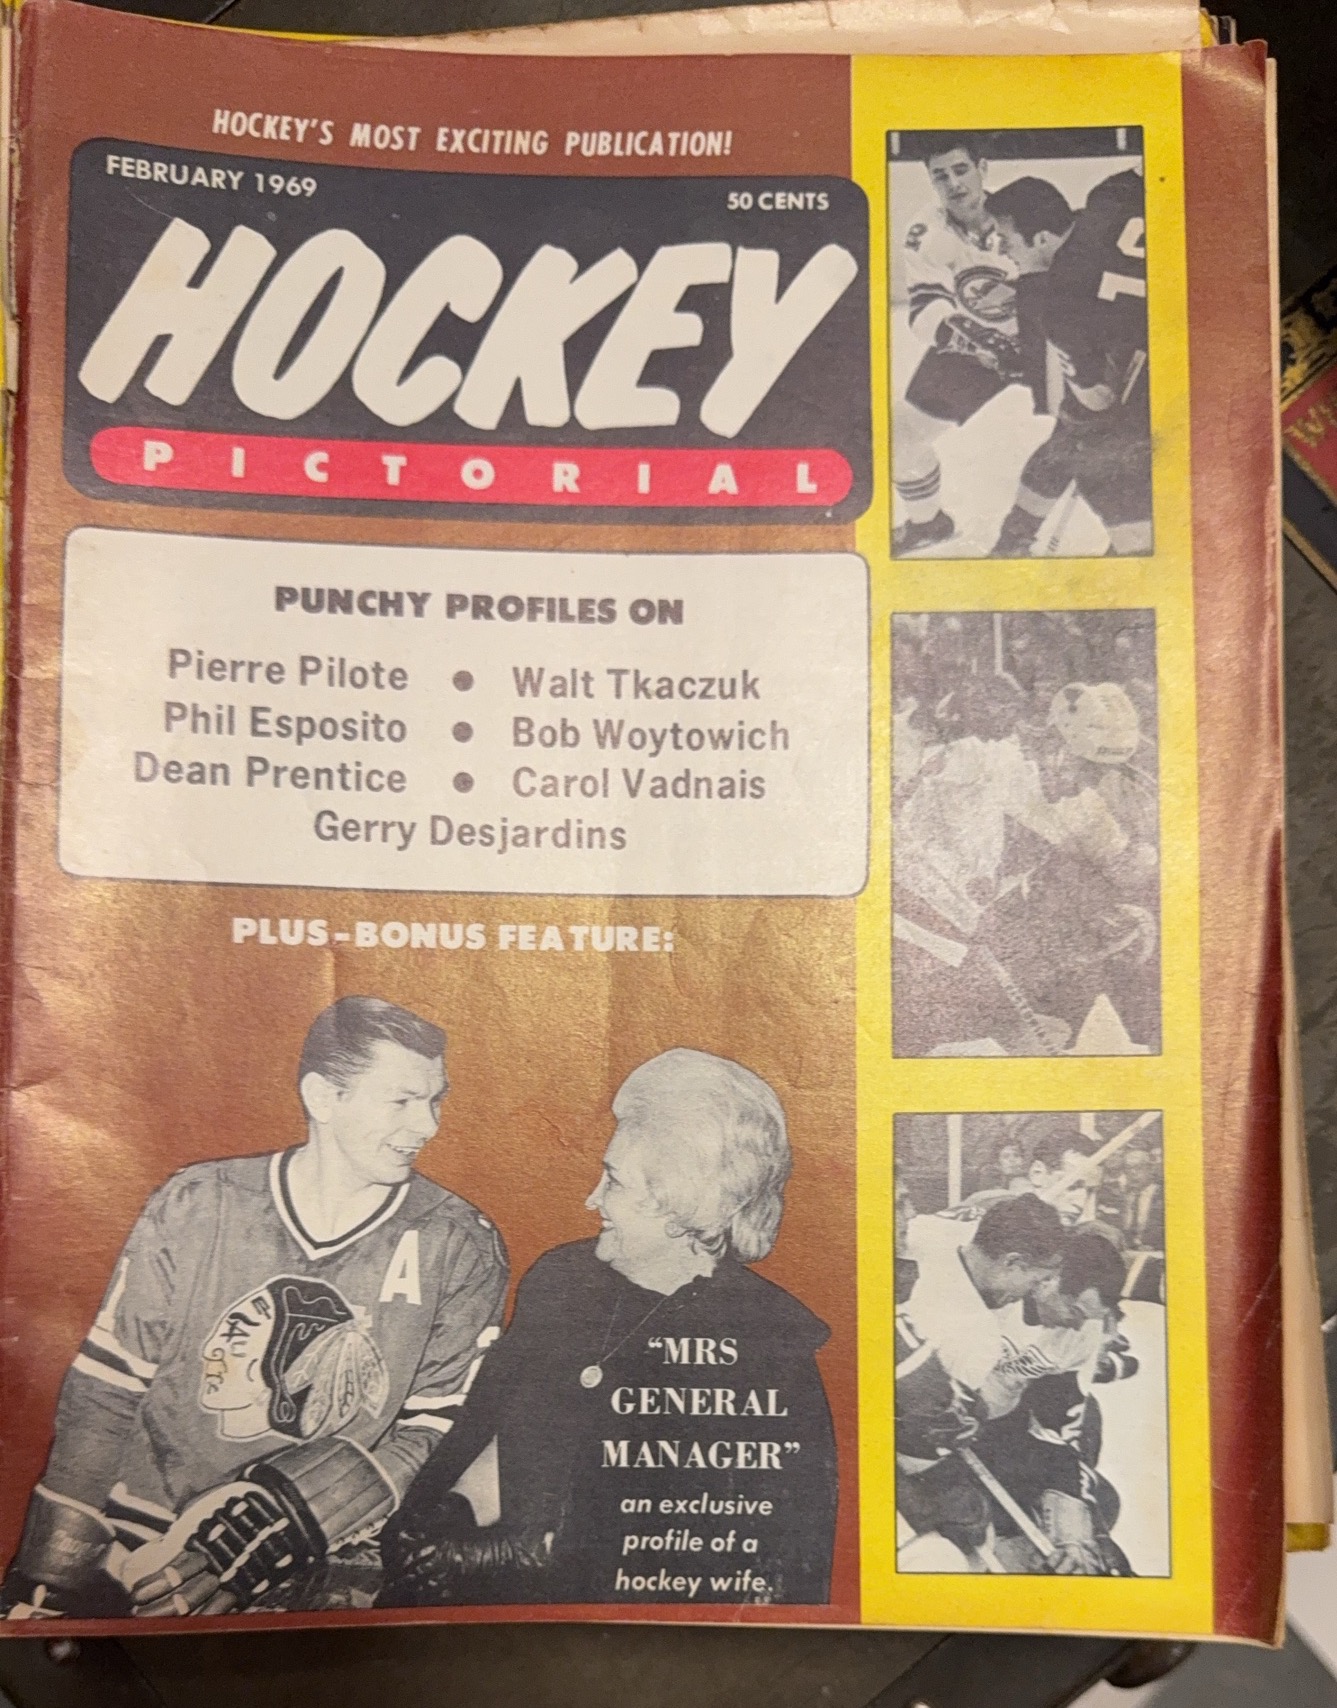 HOCKEY'S MOST EXCITING PUBLICATION!
FEBRUARY 1969
50 CENTS
HOCKEY
PICTORIAL
PUNCHY PROFILES ON
Pierre Pilote • Walt Tkaczuk
Phil Esposito • Bob Woytowich
Dean Prentice • Carol Vadnais
Gerry Desjardins
PLUS-BONUS FEATURE:
A
"MRS
GENERAL
MANAGER"
an exclusive
profile of a
hockey wife.